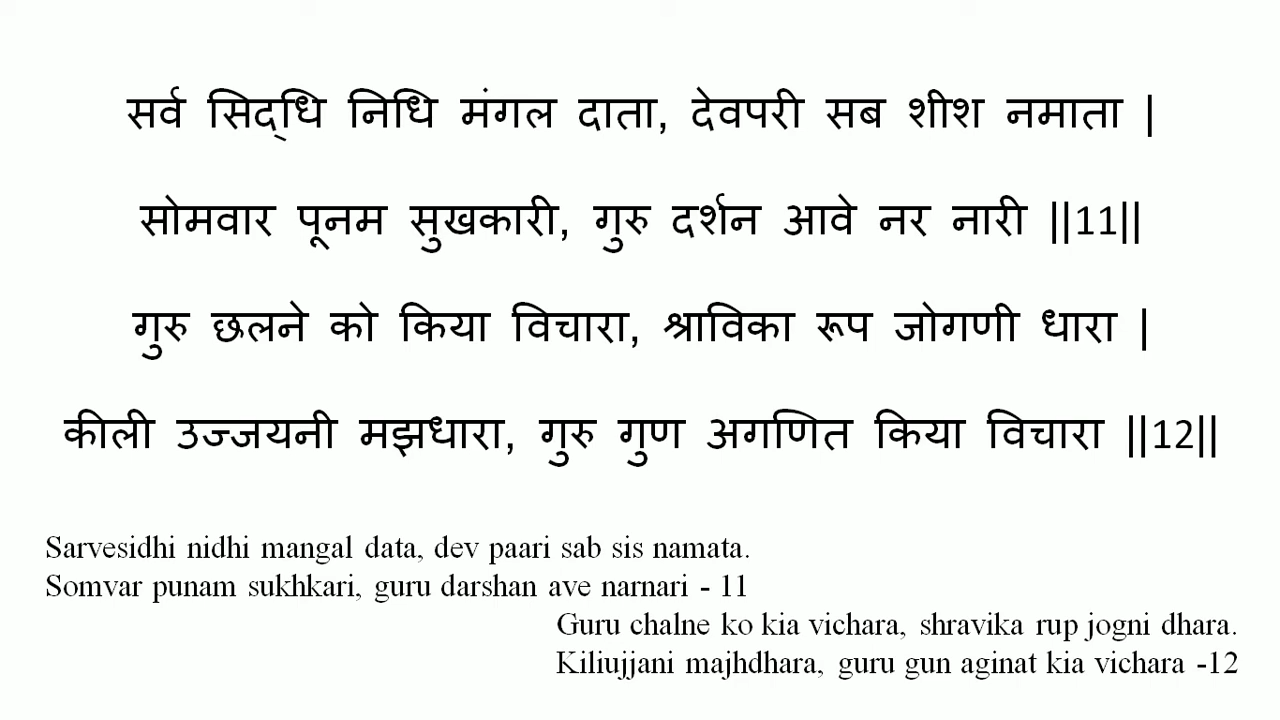 सर्व सिद्‌धि निधि मंगल दाता, देवपरी सब शीश नमाता |
सोमवार पूनम सुखकारी, गुरु दर्शन आवे नर नारी ||11||
गुरु छलने को किया विचारा, श्राविका रूप जोगणी धारा |
कीली उज्जयनी मझधारा, गुरु गुण अगणित किया विचारा ||12||
Sarvesidhi nidhi mangal data, dev paari sab sis namata.
Somvar punam sukhkari, guru darshan ave narnari - 11
Guru chalne ko kia vichara, shravika rup jogni dhara.
Kiliujjani majhdhara, guru gun aginat kia vichara -12